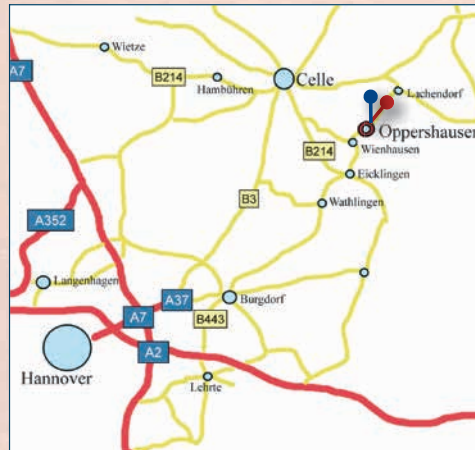 Wietze
A7
B214
Hambühren
Celle
Lachendorf
Oppershausen
B214
Wienhausen
Eicklingen
B3
Wathlingen
A352
Langenhagen
A37
Burgdorf
A7
B443
A2
Hannover
Lehrte